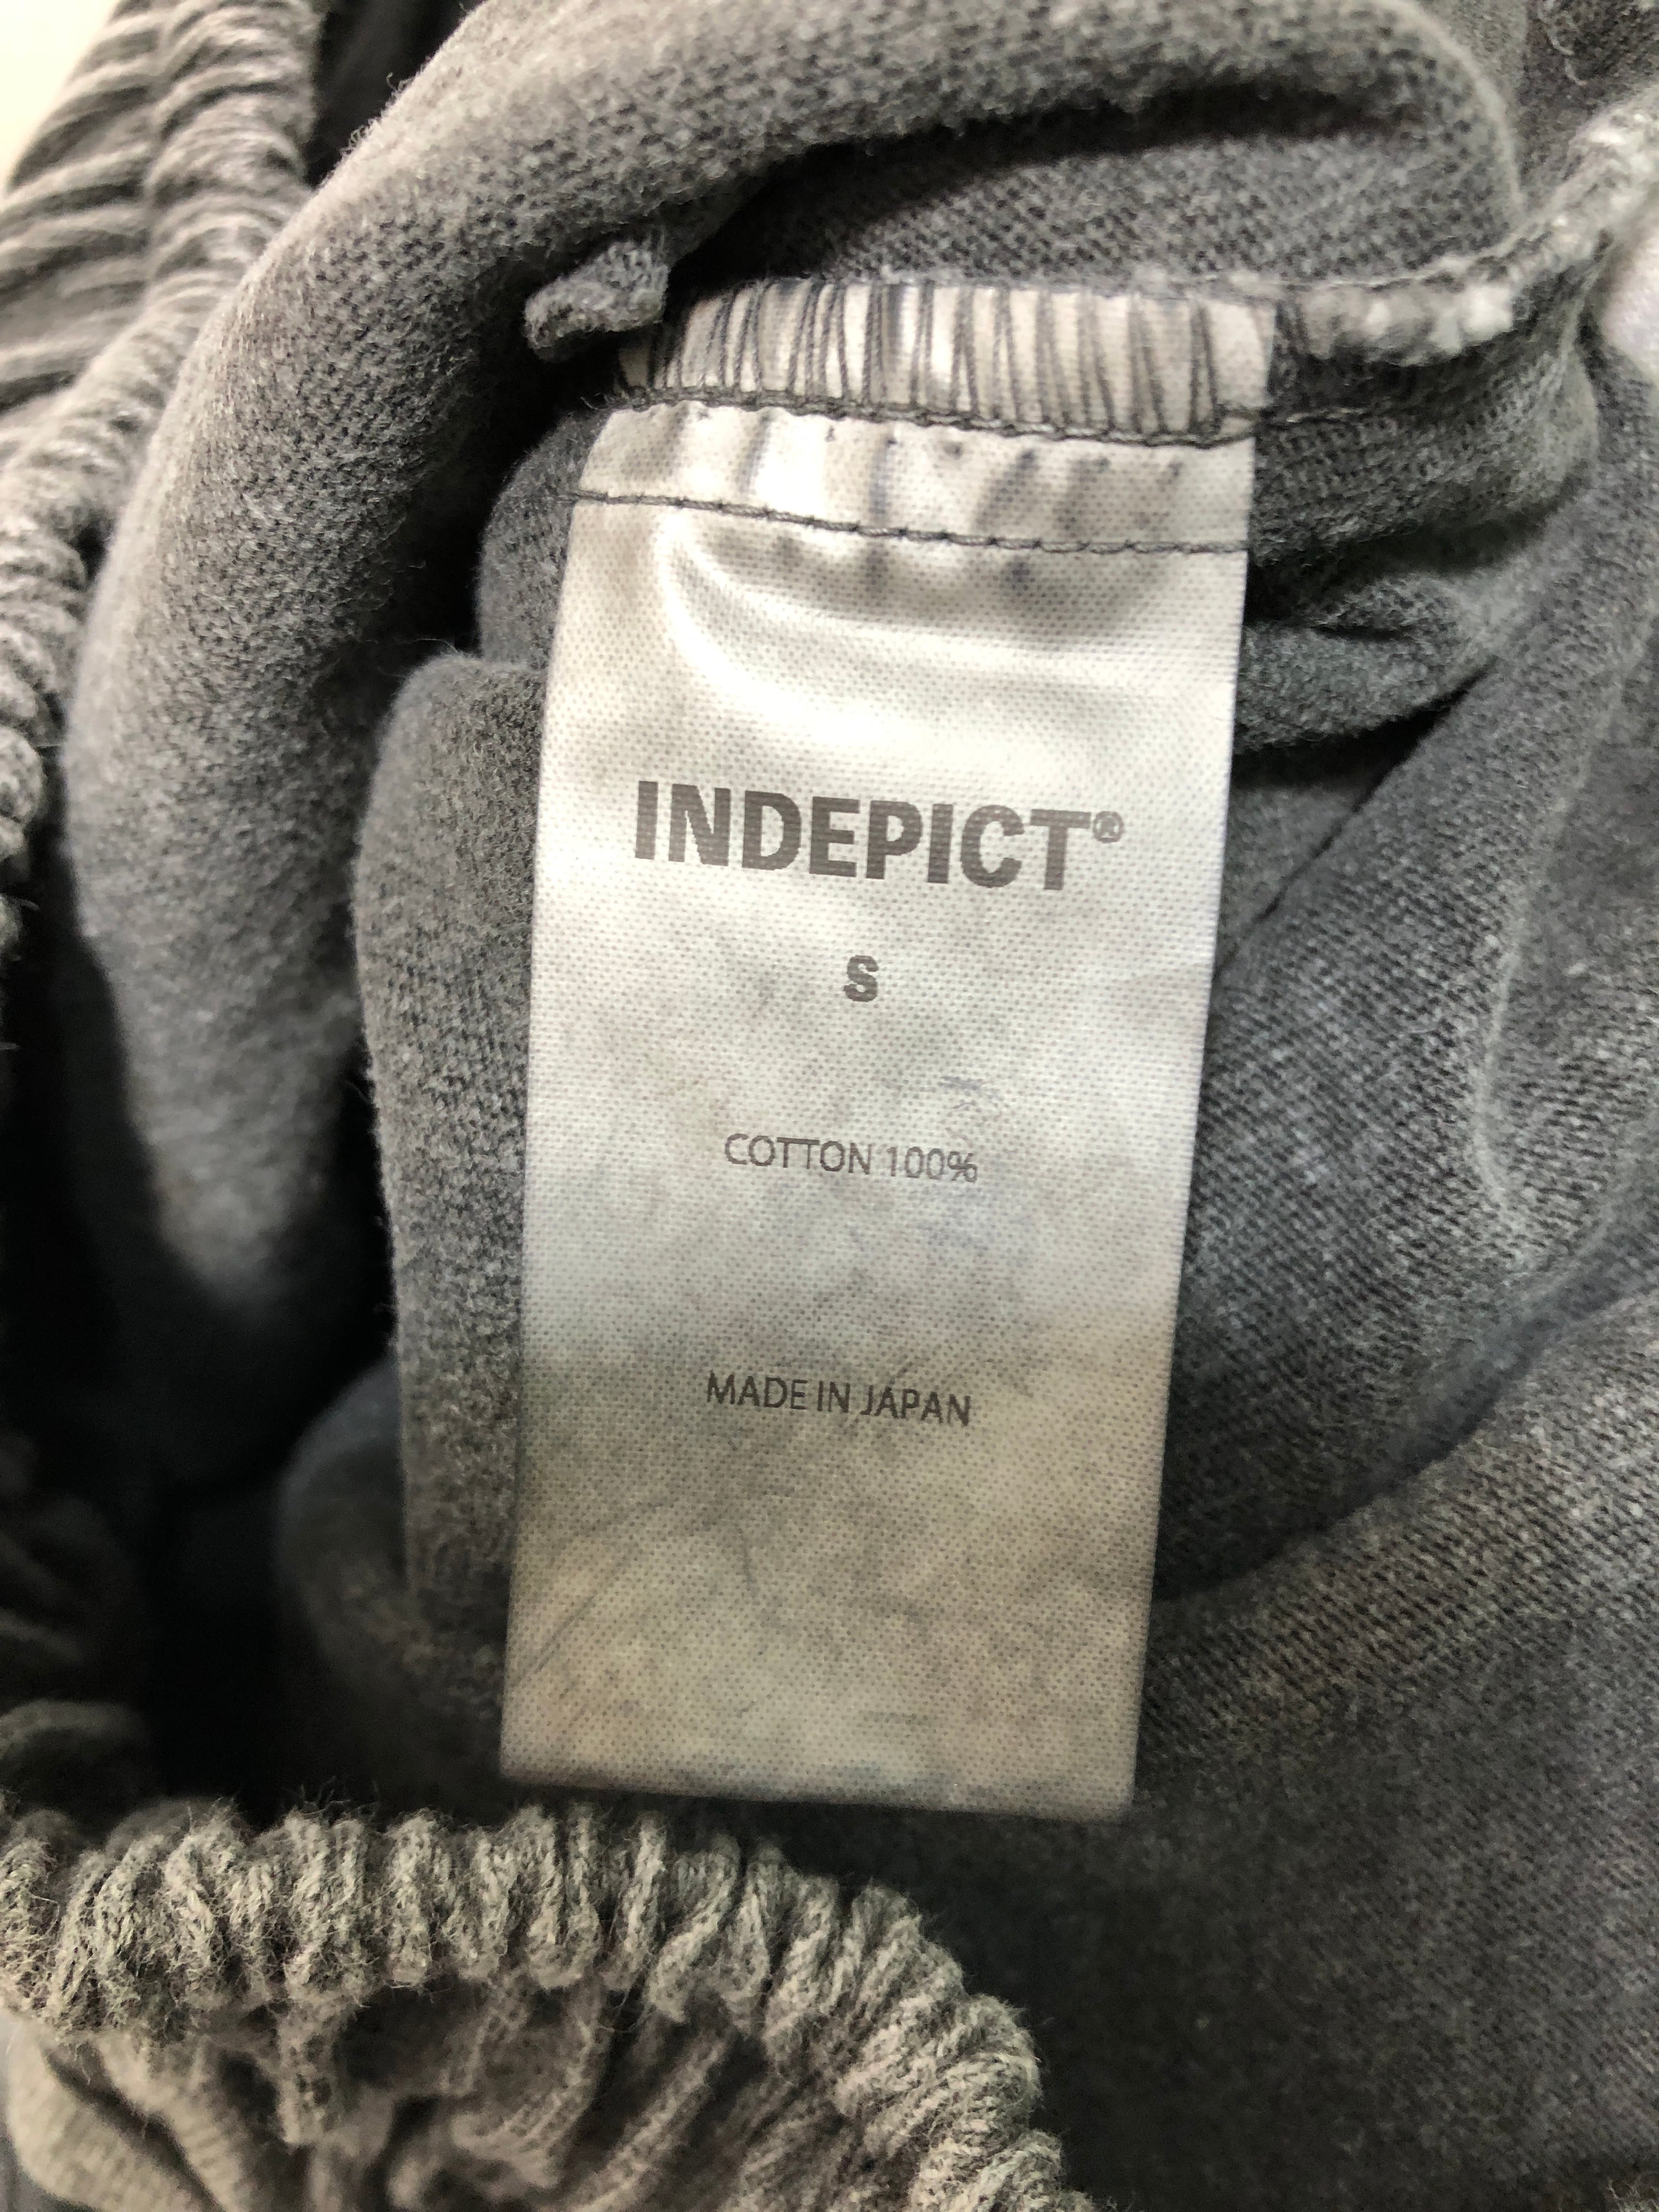 INDEPICT®
S
COTTON 100%
MADE IN JAPAN